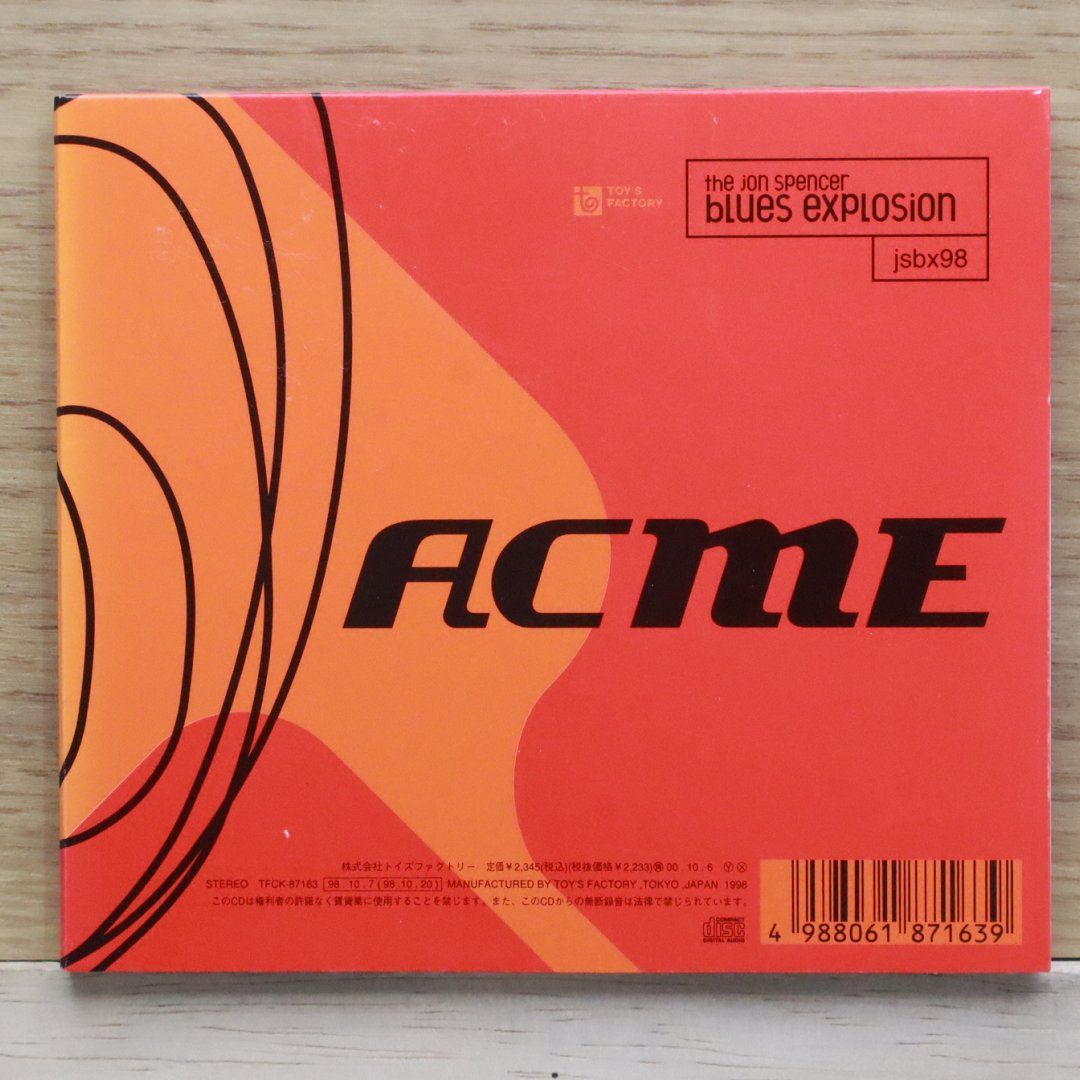 TOY'S
FACTORY
the jon spencer
blues explosion
jsbx98
ACME
株式会社トイズファクトリー 定価¥2,345(税込)(税抜価格¥2,233)㊢00.10.6 Ⓨ Ⓧ
STEREO TFCK-87163 98.10.7(98.10.20) MANUFACTURED BY TOY'S FACTORY, TOKYO, JAPAN 1998
このCDは権利者の許諾なく賃貸業に使用することを禁じます。また、このCDからの無断録音は法律で禁じられています。
COMPACT
disc
DIGITAL AUDIO
4 988061 871639